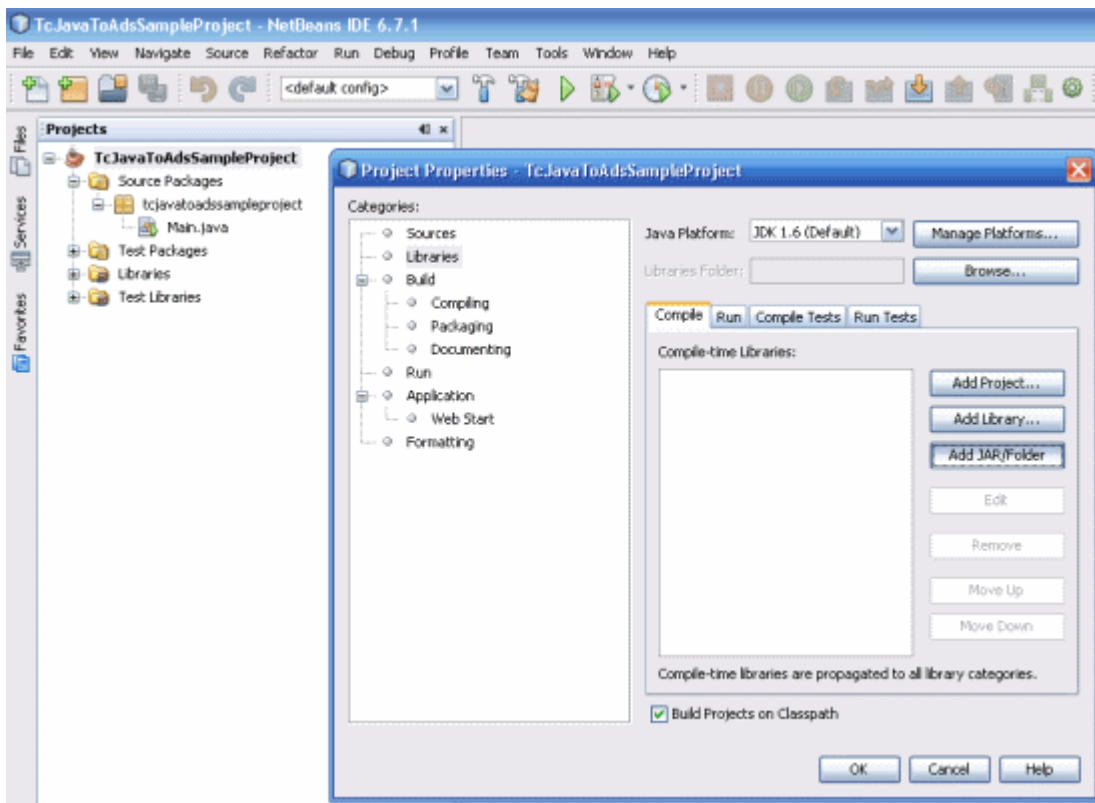 TcJavaToAdsSampleProject - NetBeans IDE 6.7.1
File Edit View Navigate Source Refactor Run Debug Profile Team Tools Window Help
<default config>
Files
Services
Favorites
Projects
TcJavaToAdsSampleProject
Source Packages
tcjavatoadssampleproject
Main.java
Test Packages
Libraries
Test Libraries
Project Properties - TcJavaToAdsSampleProject
Categories:
Sources
Libraries
Build
Compiling
Packaging
Documenting
Run
Application
Web Start
Formatting
Java Platform: JDK 1.6 (Default) Manage Platforms...
Libraries Folder: Browse...
Compile Run Compile Tests Run Tests
Compile-time Libraries:
Add Project...
Add Library...
Add JAR/Folder
Edit
Remove
Move Up
Move Down
Compile-time libraries are propagated to all library categories.
Build Projects on Classpath
OK Cancel Help